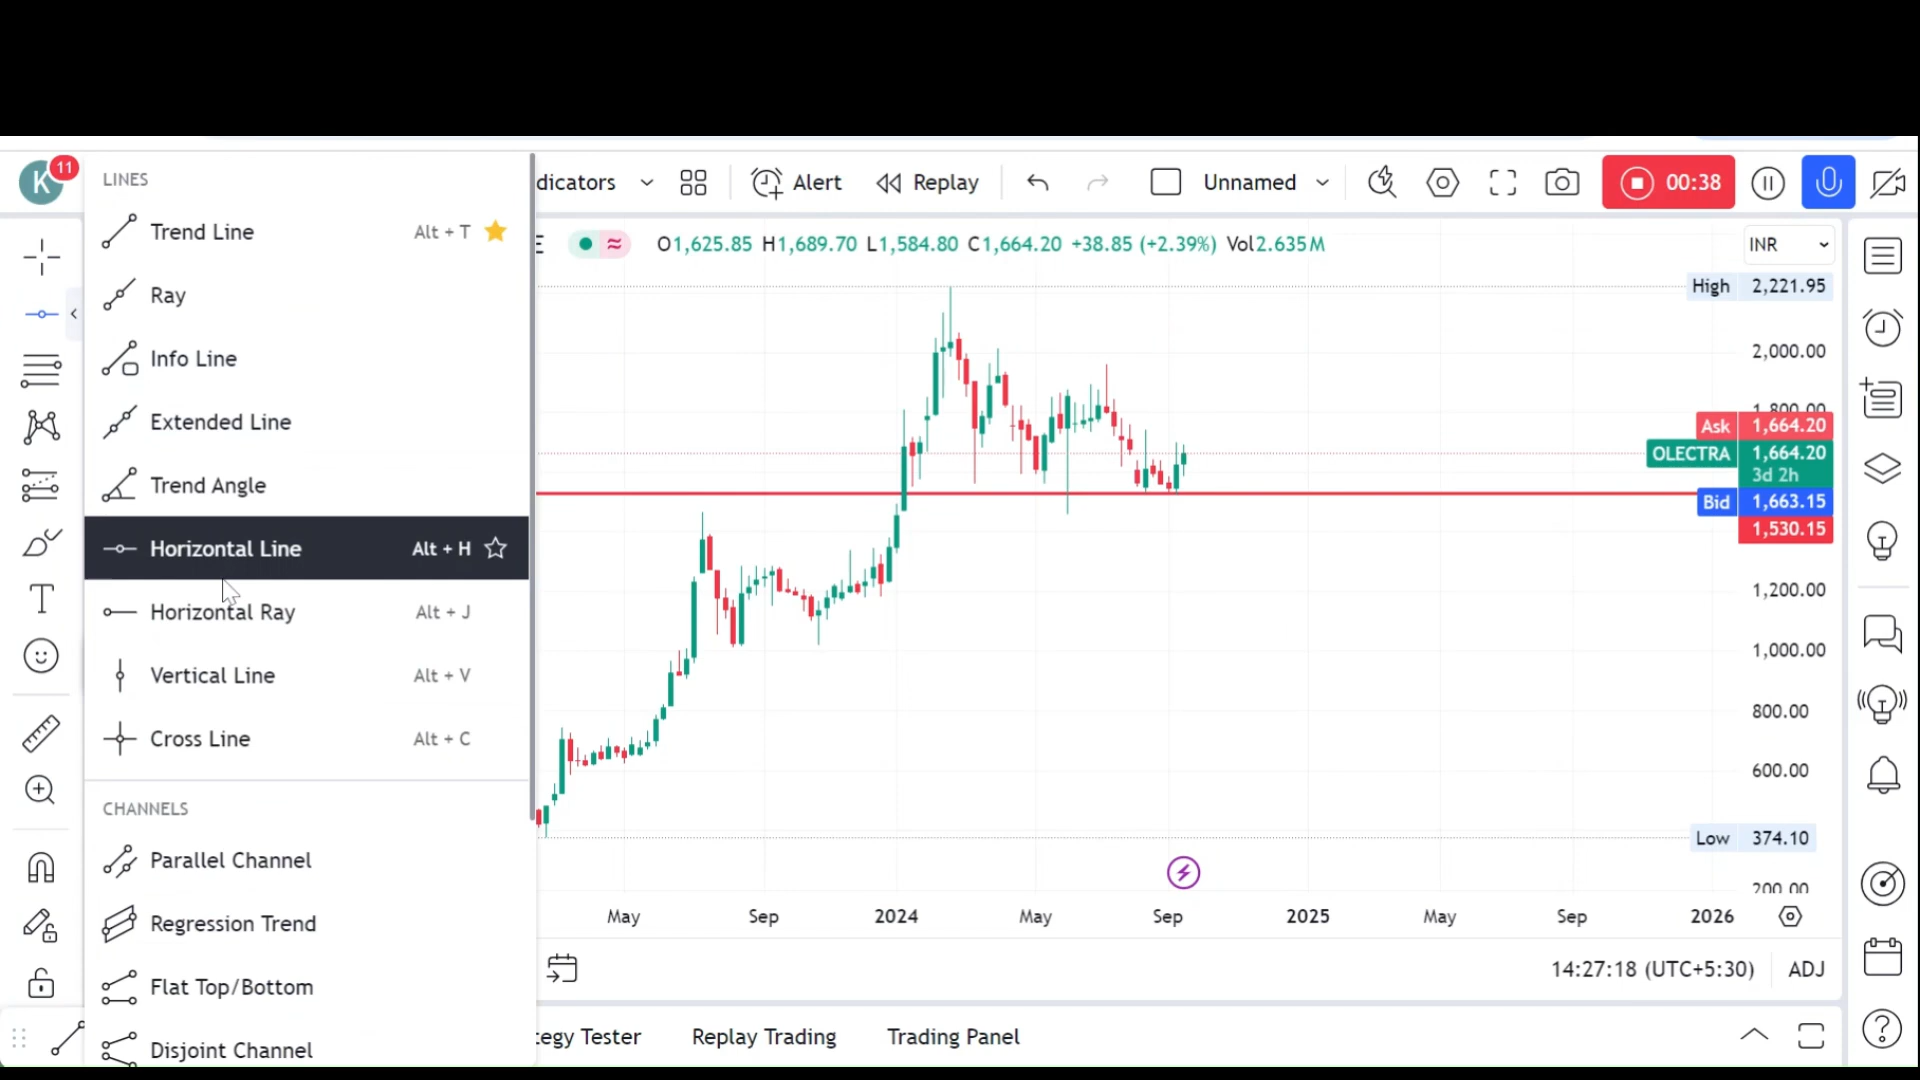 K
11
LINES
Trend Line Alt + T
Ray
Info Line
Extended Line
Trend Angle
Horizontal Line Alt + H
Horizontal Ray Alt + J
Vertical Line Alt + V
Cross Line Alt + C
CHANNELS
Parallel Channel
Regression Trend
Flat Top/Bottom
Disjoint Channel
dicators
Alert
Replay
Unnamed
00:38
E
O1,625.85 H1,689.70 L1,584.80 C1,664.20 +38.85 (+2.39%) Vol2.635M
INR
High 2,221.95
2,000.00
1,800.00
Ask 1,664.20
OLECTRA 1,664.20
3d 2h
Bid 1,663.15
1,530.15
1,200.00
1,000.00
800.00
600.00
Low 374.10
200.00
May Sep 2024 May Sep 2025 May Sep 2026
14:27:18 (UTC+5:30) ADJ
tegy Tester Replay Trading Trading Panel